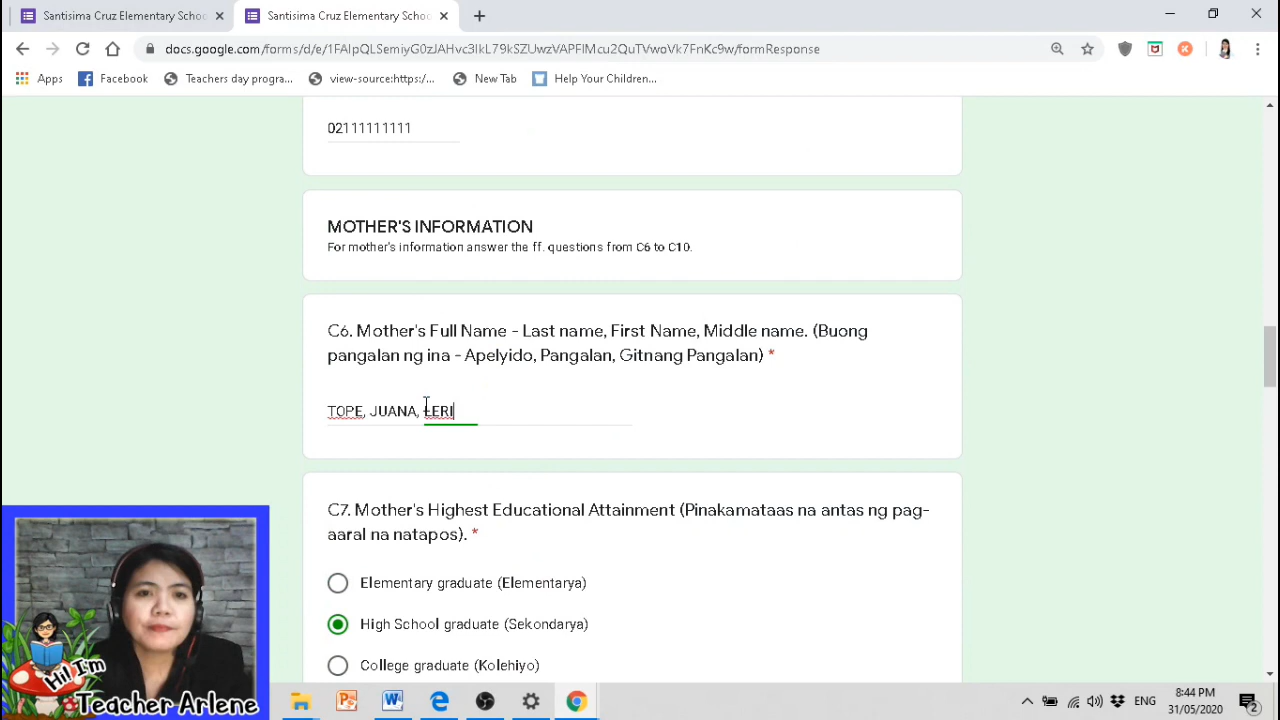 Santisima Cruz Elementary Schoo
Santisima Cruz Elementary Schoo
docs.google.com/forms/d/e/1FAIpQLSemiyG0zJAHvc3lkL79kSZUwzVAPFlMcu2QuTVwoVk7FnKc9w/formResponse
Apps
Facebook
Teachers day progra...
view-source:https:/...
New Tab
Help Your Children...
02111111111
MOTHER'S INFORMATION
For mother's information answer the ff. questions from C6 to C10.
C6. Mother's Full Name - Last name, First Name, Middle name. (Buong
pangalan ng ina - Apelyido, Pangalan, Gitnang Pangalan) *
TOPE, JUANA, LERI
C7. Mother's Highest Educational Attainment (Pinakamataas na antas ng pag-
aaral na natapos). *
Elementary graduate (Elementarya)
High School graduate (Sekondarya)
College graduate (Kolehiyo)
Hi! I'm
Teacher Arlene
ENG
8:44 PM
31/05/2020
2